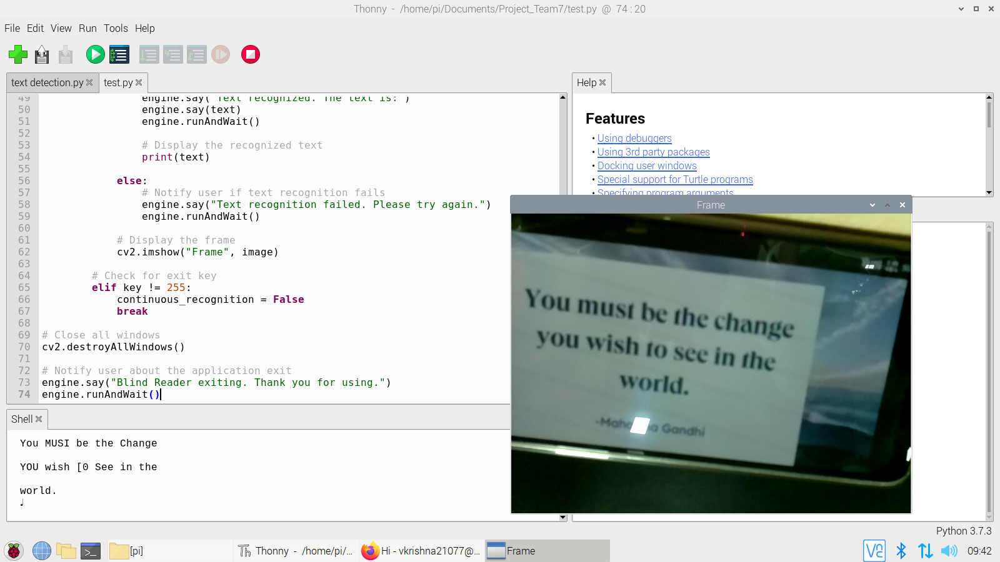 Thonny - /home/pi/Documents/Project_Team7/test.py @ 74 : 20
File Edit View Run Tools Help
text detection.py
test.py
49 engine.say("Text recognized. The text is:")
50 engine.say(text)
51 engine.runAndWait()
52
53 # Display the recognized text
54 print(text)
55
56 else:
57 # Notify user if text recognition fails
58 engine.say("Text recognition failed. Please try again.")
59 engine.runAndWait()
60
61 # Display the frame
62 cv2.imshow("Frame", image)
63
64 # Check for exit key
65 elif key != 255:
66 continuous_recognition = False
67 break
68
69 # Close all windows
70 cv2.destroyAllWindows()
71
72 # Notify user about the application exit
73 engine.say("Blind Reader exiting. Thank you for using.")
74 engine.runAndWait()
Help
Features
• Using debuggers
• Using 3rd party packages
• Docking user windows
• Special support for Turtle programs
• Specifying program arguments
Frame
You must be the change
you wish to see in the
world.
Gandhi
Shell
You MUSI be the Change
YOU wish [0 See in the
world.
♩
Python 3.7.3
[pi]
Thonny - /home/pi/...
Hi - vkrishna21077@...
Frame
09:42